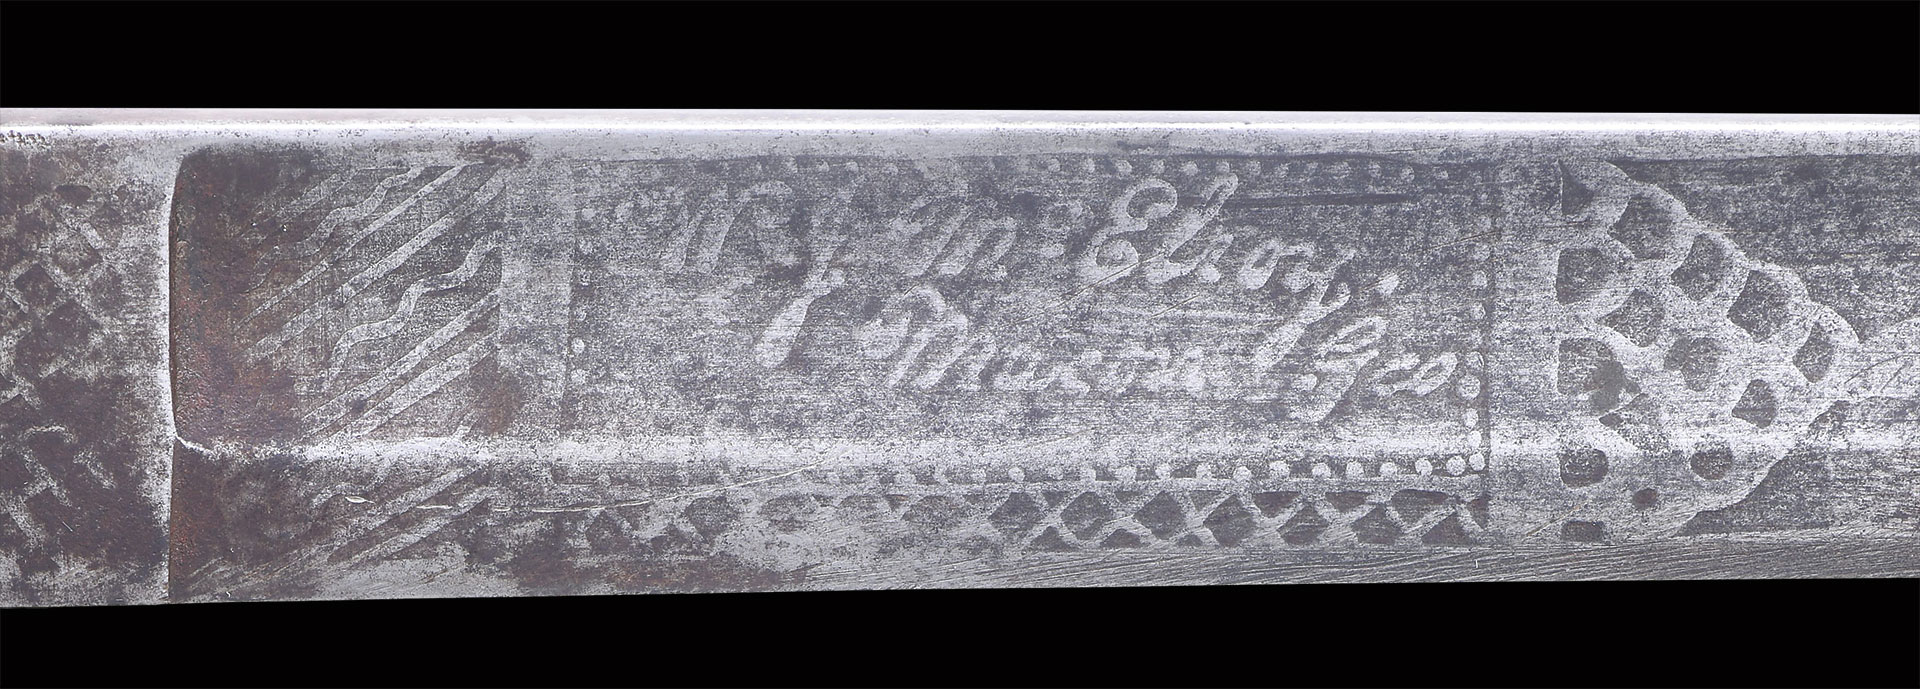 W. J. McElroy.
Macon Geo